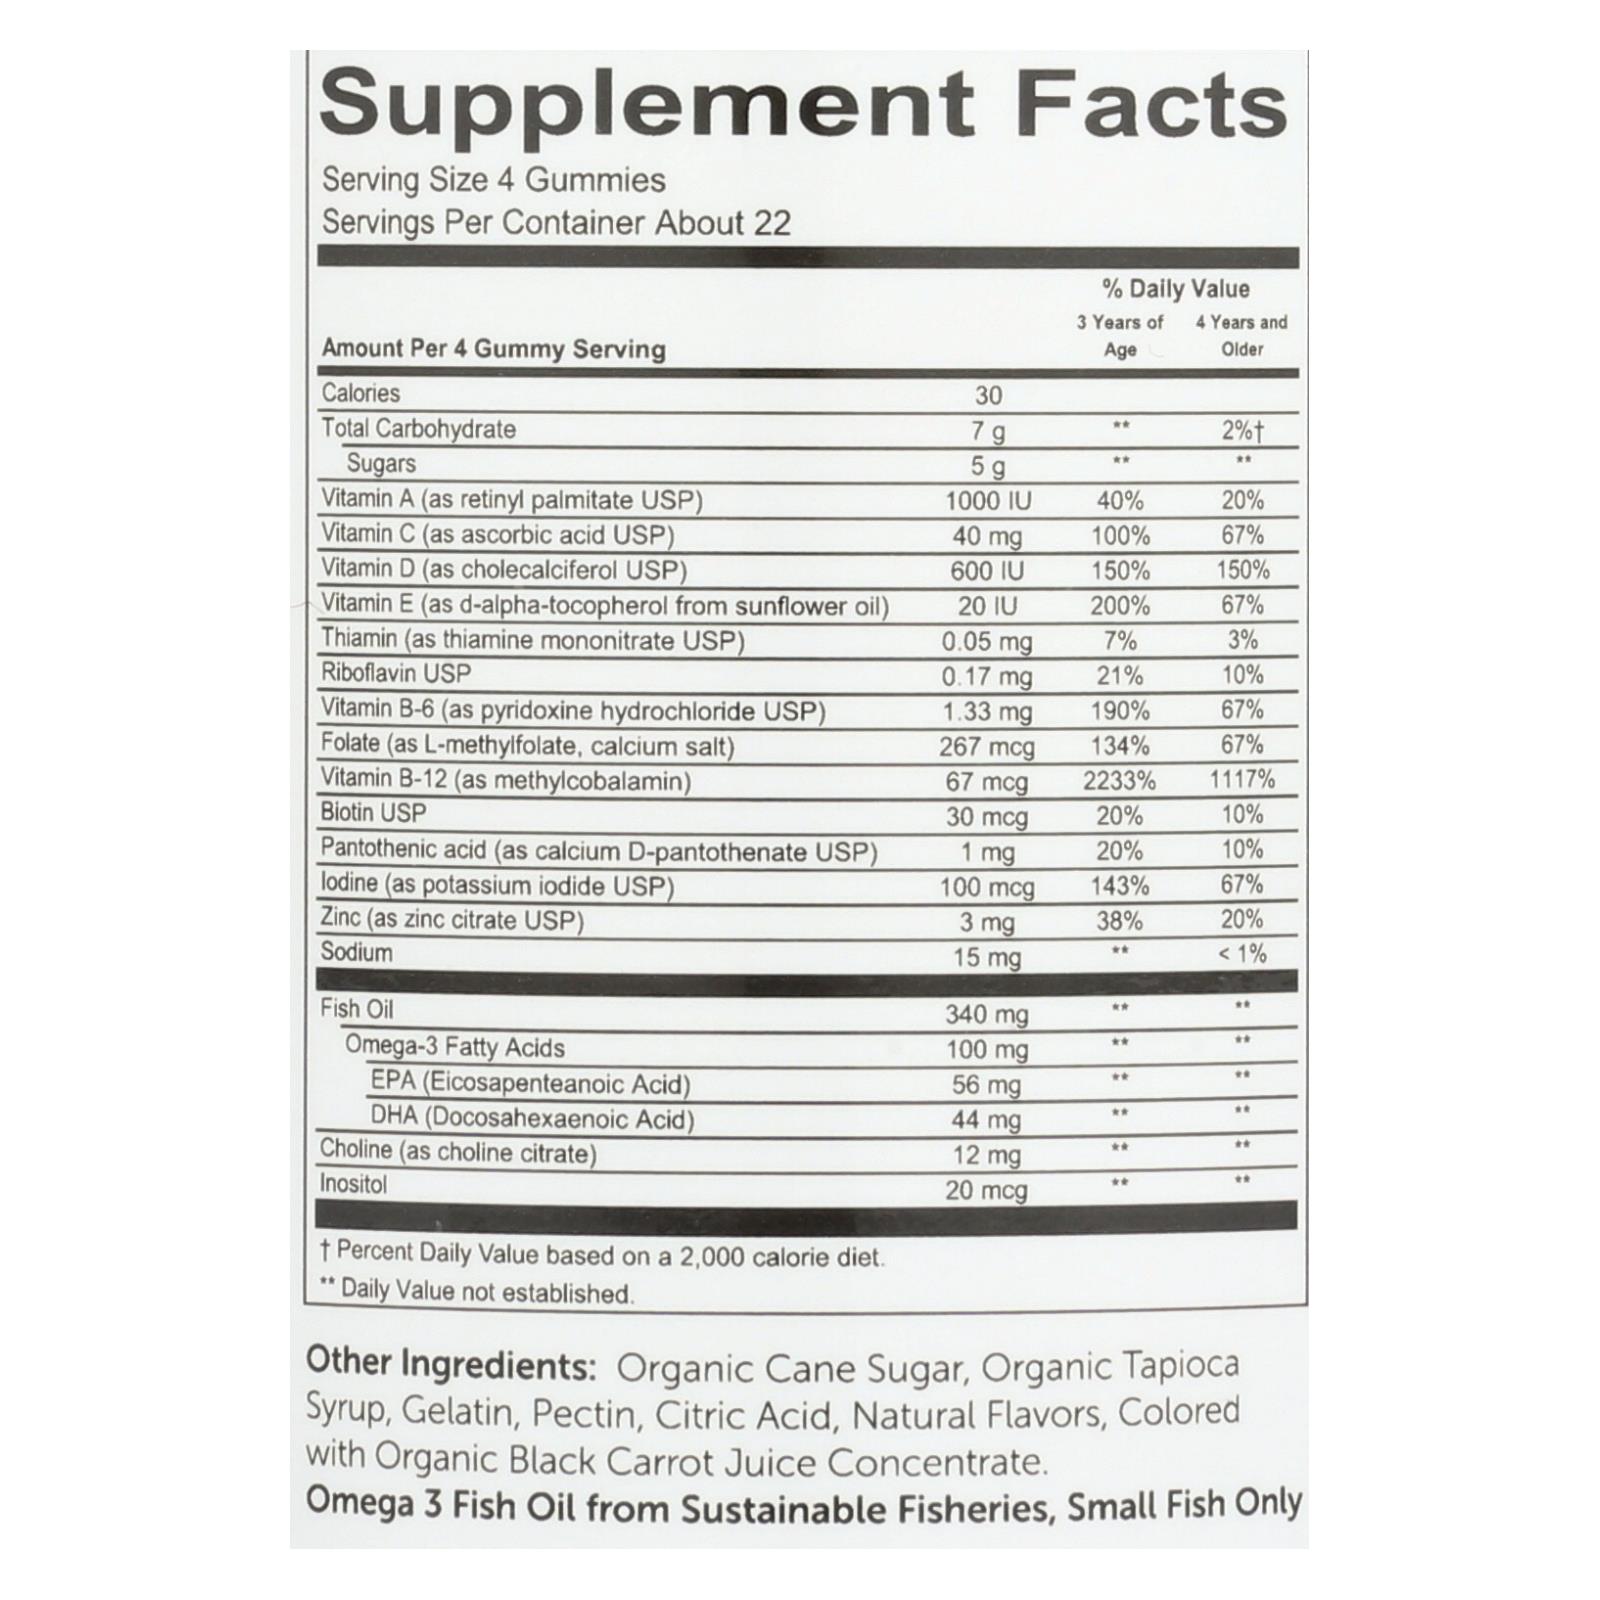 Supplement Facts
Serving Size 4 Gummies
Servings Per Container About 22
% Daily Value
3 Years of Age 4 Years and Older
Amount Per 4 Gummy Serving
Calories 30
Total Carbohydrate 7 g ** 2%†
Sugars 5 g ** **
Vitamin A (as retinyl palmitate USP) 1000 IU 40% 20%
Vitamin C (as ascorbic acid USP) 40 mg 100% 67%
Vitamin D (as cholecalciferol USP) 600 IU 150% 150%
Vitamin E (as d-alpha-tocopherol from sunflower oil) 20 IU 200% 67%
Thiamin (as thiamine mononitrate USP) 0.05 mg 7% 3%
Riboflavin USP 0.17 mg 21% 10%
Vitamin B-6 (as pyridoxine hydrochloride USP) 1.33 mg 190% 67%
Folate (as L-methylfolate, calcium salt) 267 mcg 134% 67%
Vitamin B-12 (as methylcobalamin) 67 mcg 2233% 1117%
Biotin USP 30 mcg 20% 10%
Pantothenic acid (as calcium D-pantothenate USP) 1 mg 20% 10%
Iodine (as potassium iodide USP) 100 mcg 143% 67%
Zinc (as zinc citrate USP) 3 mg 38% 20%
Sodium 15 mg ** < 1%
Fish Oil 340 mg ** **
Omega-3 Fatty Acids 100 mg ** **
EPA (Eicosapenteanoic Acid) 56 mg ** **
DHA (Docosahexaenoic Acid) 44 mg ** **
Choline (as choline citrate) 12 mg ** **
Inositol 20 mcg ** **
† Percent Daily Value based on a 2,000 calorie diet.
** Daily Value not established.
Other Ingredients: Organic Cane Sugar, Organic Tapioca
Syrup, Gelatin, Pectin, Citric Acid, Natural Flavors, Colored
with Organic Black Carrot Juice Concentrate.
Omega 3 Fish Oil from Sustainable Fisheries, Small Fish Only